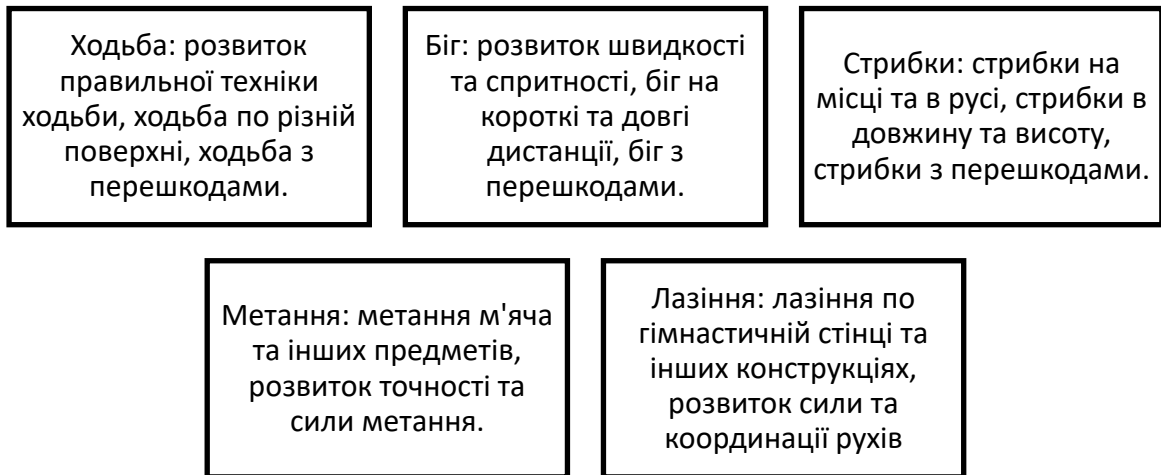 Ходьба: розвиток
правильної техніки
ходьби, ходьба по різній
поверхні, ходьба з
перешкодами.
Біг: розвиток швидкості
та спритності, біг на
короткі та довгі
дистанції, біг з
перешкодами.
Стрибки: стрибки на
місці та в русі, стрибки в
довжину та висоту,
стрибки з перешкодами.
Метання: метання м'яча
та інших предметів,
розвиток точності та
сили метання.
Лазіння: лазіння по
гімнастичній стінці та
інших конструкціях,
розвиток сили та
координації рухів